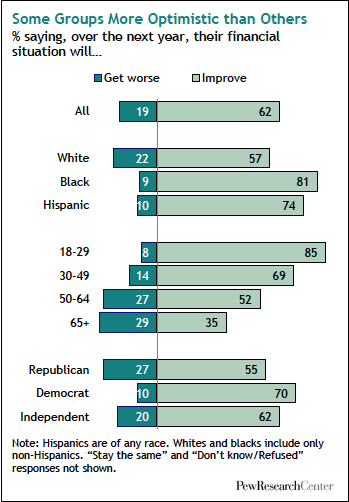 Some Groups More Optimistic than Others
% saying, over the next year, their financial
situation will...
Get worse Improve
All 19 62
White 22 57
Black 9 81
Hispanic 10 74
18-29 8 85
30-49 14 69
50-64 27 52
65+ 29 35
Republican 27 55
Democrat 10 70
Independent 20 62
Note: Hispanics are of any race. Whites and blacks include only
non-Hispanics. “Stay the same” and “Don’t know/Refused”
responses not shown.
PewResearchCenter